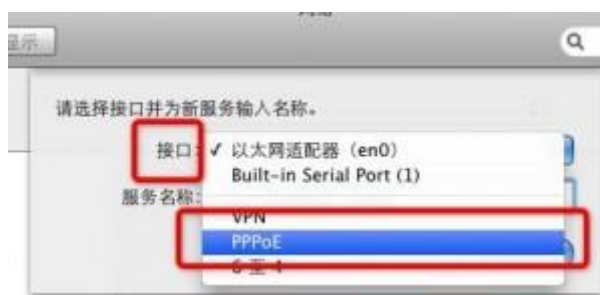 显示
请选择接口并为新服务输入名称。
接口：✓ 以太网适配器（en0）
Built-in Serial Port (1)
服务名称：
VPN
PPPoE
6 至 4